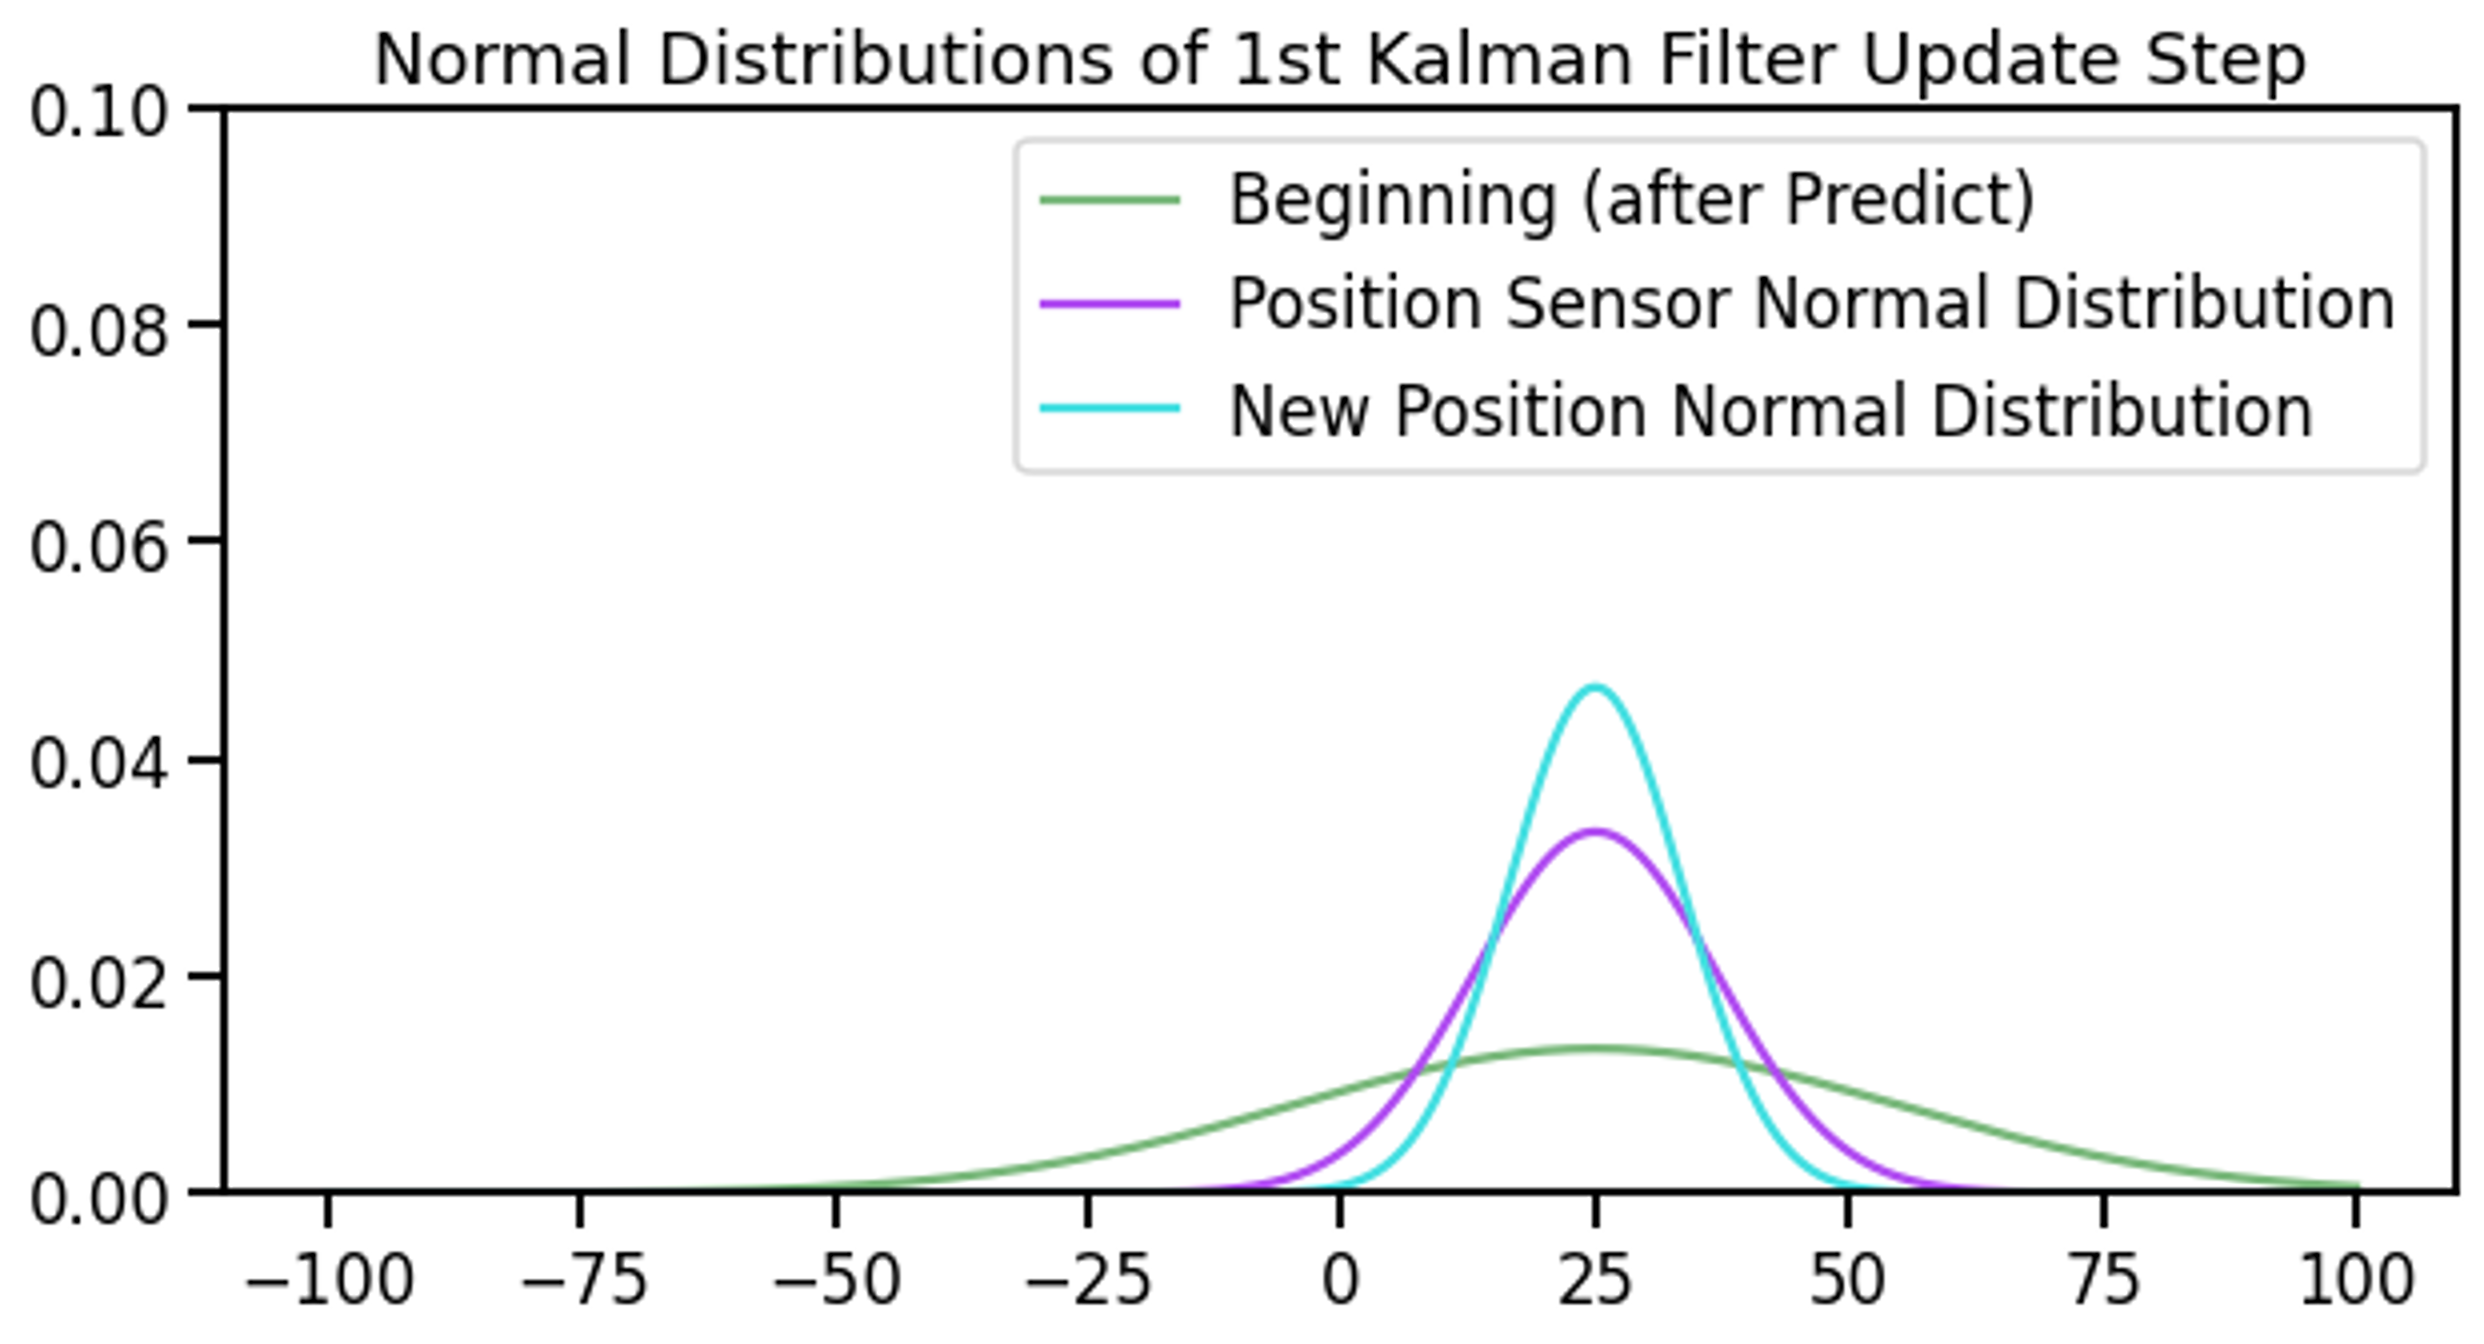 Normal Distributions of 1st Kalman Filter Update Step
0.10
Beginning (after Predict)
Position Sensor Normal Distribution
0.08
New Position Normal Distribution
0.06
0.04
0.02
0.00
−100 −75 −50 −25 0 25 50 75 100